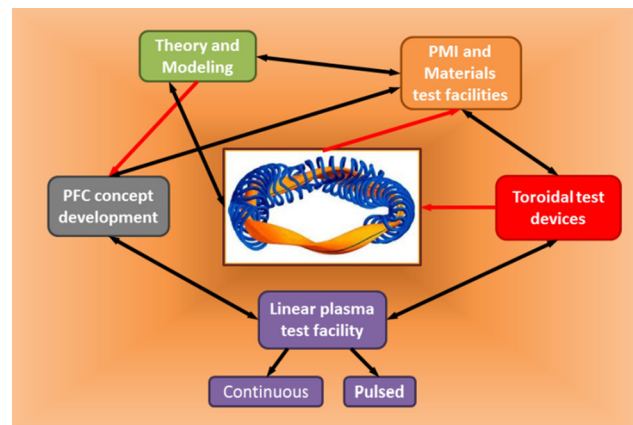 Theory and
Modeling
PMI and
Materials
test facilities
PFC concept
development
Toroidal test
devices
Linear plasma
test facility
Continuous
Pulsed